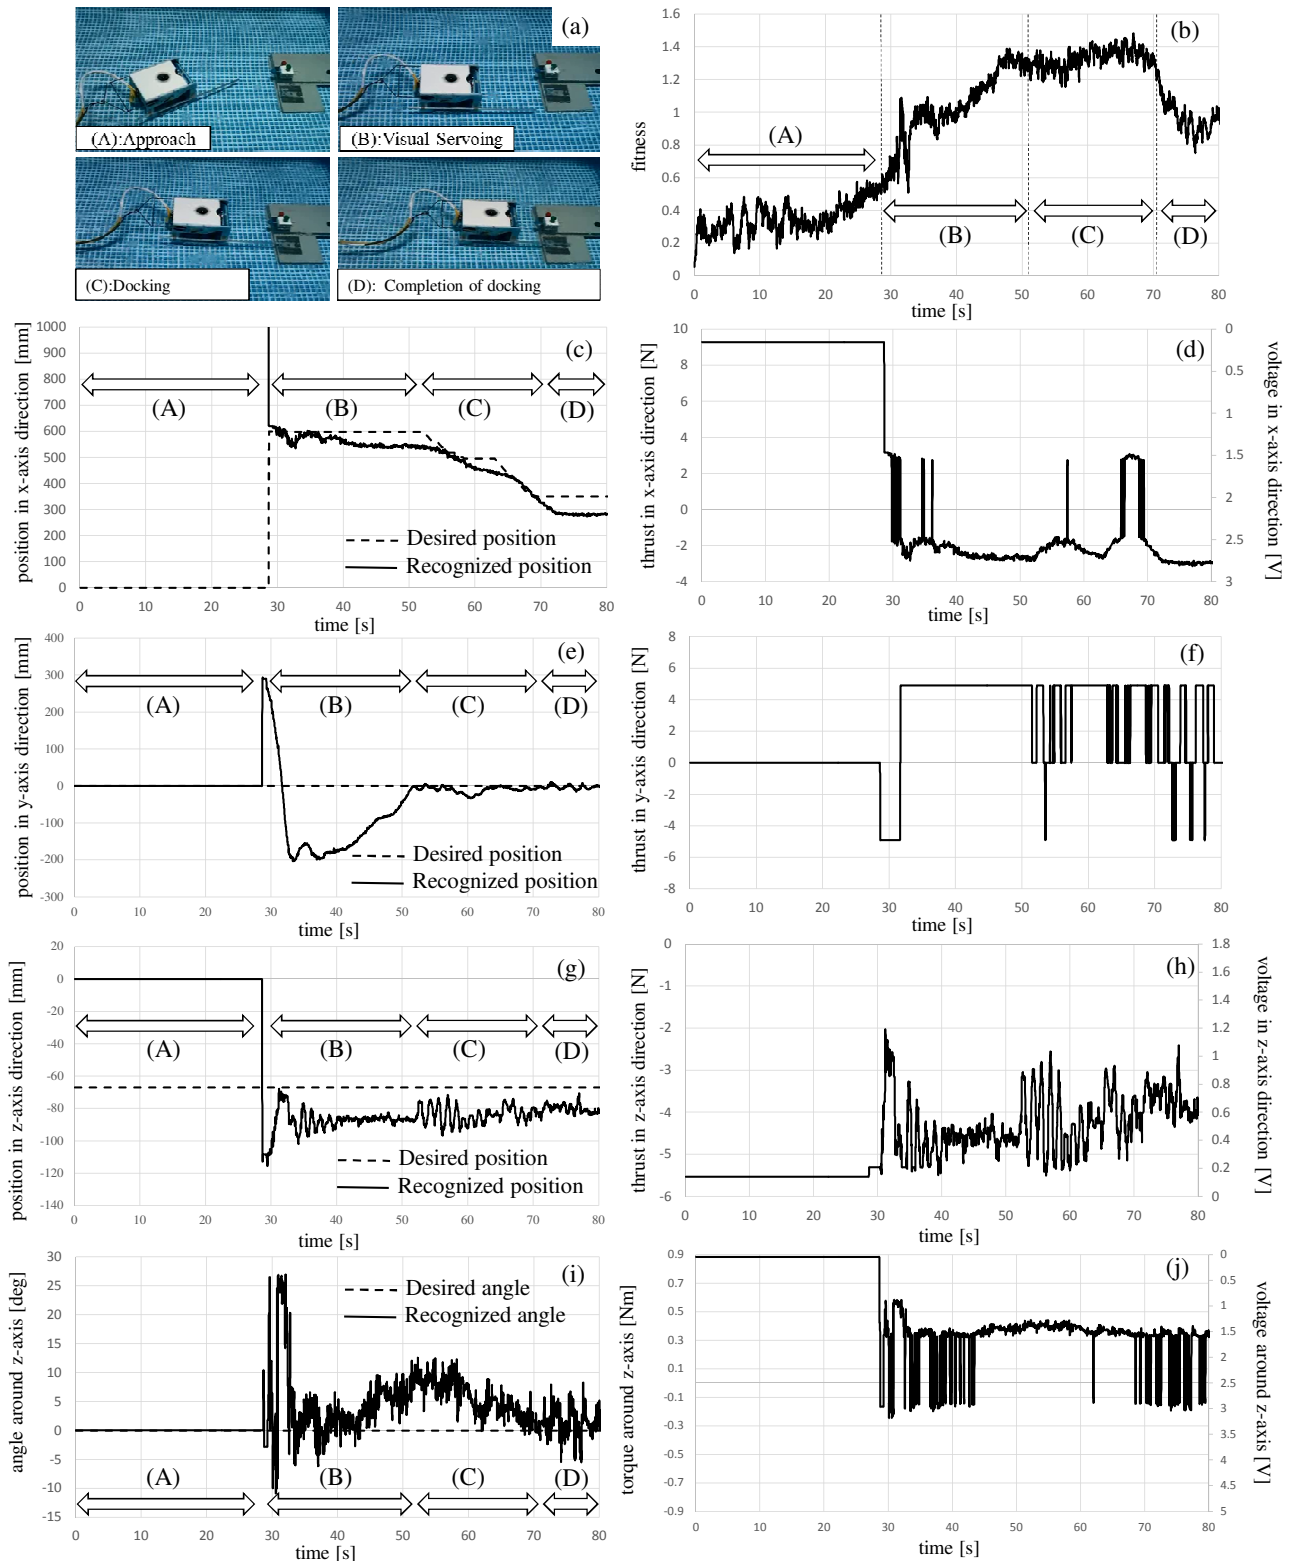 (a)
(A):Approach
(B):Visual Servoing
(C):Docking
(D): Completion of docking
(b)
fitness
1.6
1.4
1.2
1
0.8
0.6
0.4
0.2
0
(A)
(B)
(C)
(D)
0 10 20 30 40 50 60 70 80
time [s]
(c)
position in x-axis direction [mm]
1000
900
800
700
600
500
400
300
200
100
0
(A)
(B)
(C)
(D)
Desired position
Recognized position
0 10 20 30 40 50 60 70 80
time [s]
(d)
thrust in x-axis direction [N]
10
8
6
4
2
0
-2
-4
voltage in x-axis direction [V]
0
0.5
1
1.5
2
2.5
3
0 10 20 30 40 50 60 70 80
time [s]
(e)
position in y-axis direction [mm]
400
300
200
100
0
-100
-200
-300
(A)
(B)
(C)
(D)
Desired position
Recognized position
0 10 20 30 40 50 60 70 80
time [s]
(f)
thrust in y-axis direction [N]
8
6
4
2
0
-2
-4
-6
-8
0 10 20 30 40 50 60 70 80
time [s]
(g)
position in z-axis direction [mm]
20
0
-20
-40
-60
-80
-100
-120
-140
(A)
(B)
(C)
(D)
Desired position
Recognized position
0 10 20 30 40 50 60 70 80
time [s]
(h)
thrust in z-axis direction [N]
0
-1
-2
-3
-4
-5
-6
voltage in z-axis direction [V]
1.8
1.6
1.4
1.2
1
0.8
0.6
0.4
0.2
0
0 10 20 30 40 50 60 70 80
time [s]
(i)
angle around z-axis [deg]
30
25
20
15
10
5
0
-5
-10
-15
Desired angle
Recognized angle
(A)
(B)
(C)
(D)
0 10 20 30 40 50 60 70 80
time [s]
(j)
torque around z-axis [Nm]
0.9
0.7
0.5
0.3
0.1
-0.1
-0.3
-0.5
-0.7
-0.9
voltage around z-axis [V]
0
0.5
1
1.5
2
2.5
3
3.5
4
4.5
5
0 10 20 30 40 50 60 70 80
time [s]